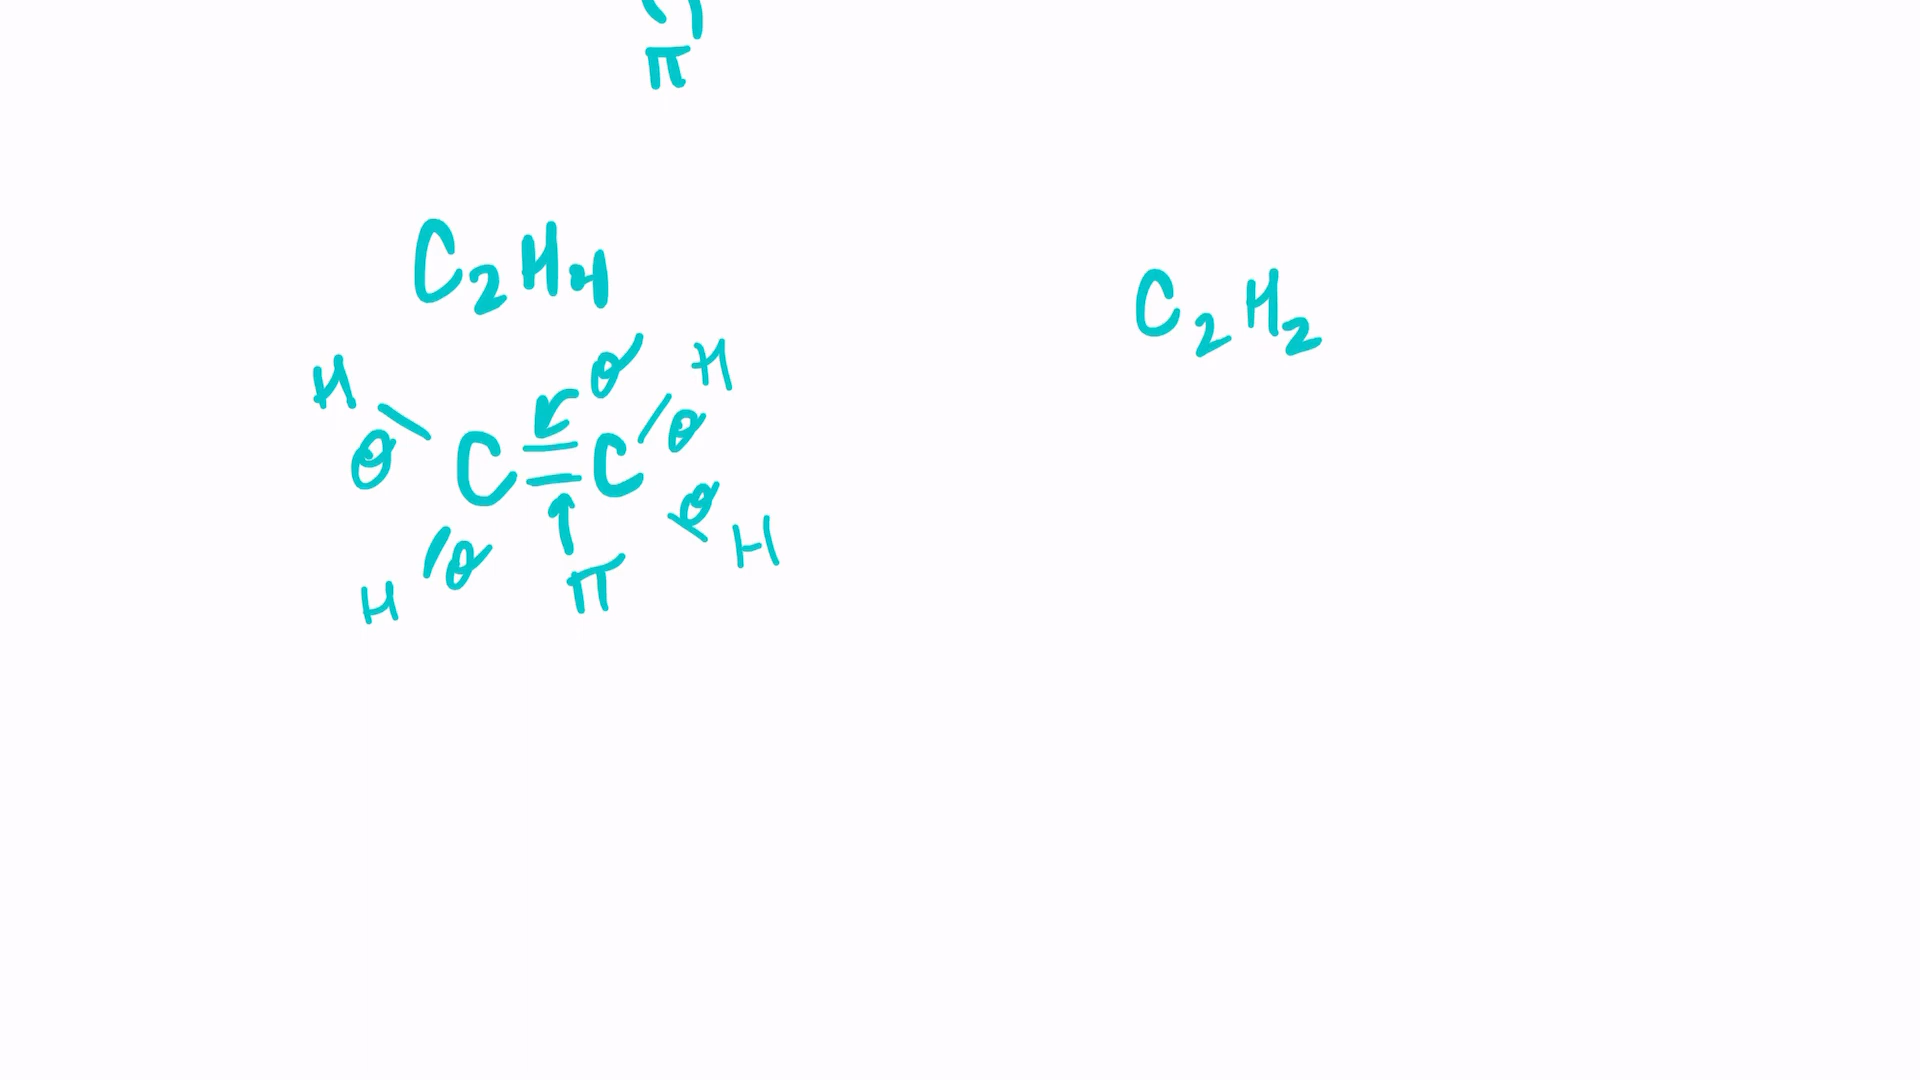 π
C₂H₄
C₂H₂
H σ H
σ C = C σ
σ σ H
H π